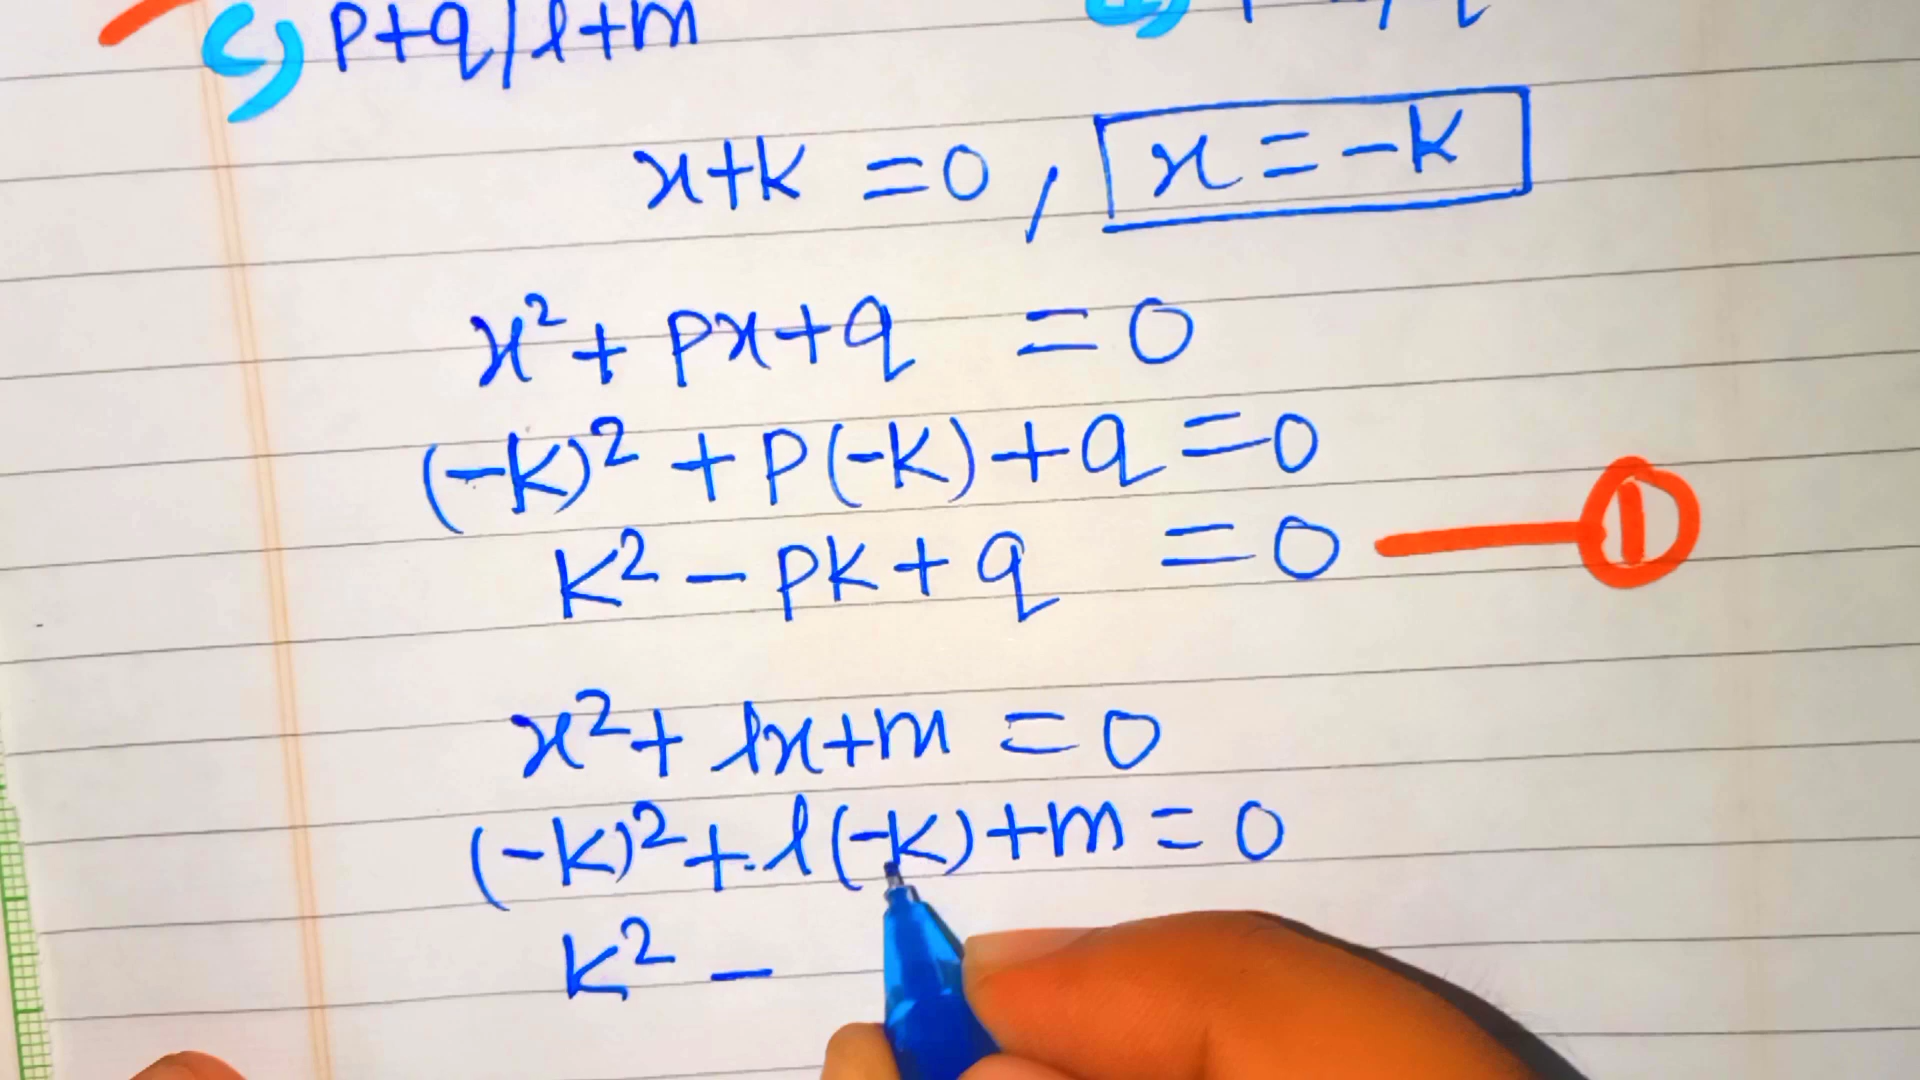 c) p+q/l+m
x+k = 0, x = -k
x² + px + q = 0
(-k)² + p(-k) + q = 0
k² - pk + q = 0 — ①
x² + lx + m = 0
(-k)² + l(-k) + m = 0
k² -